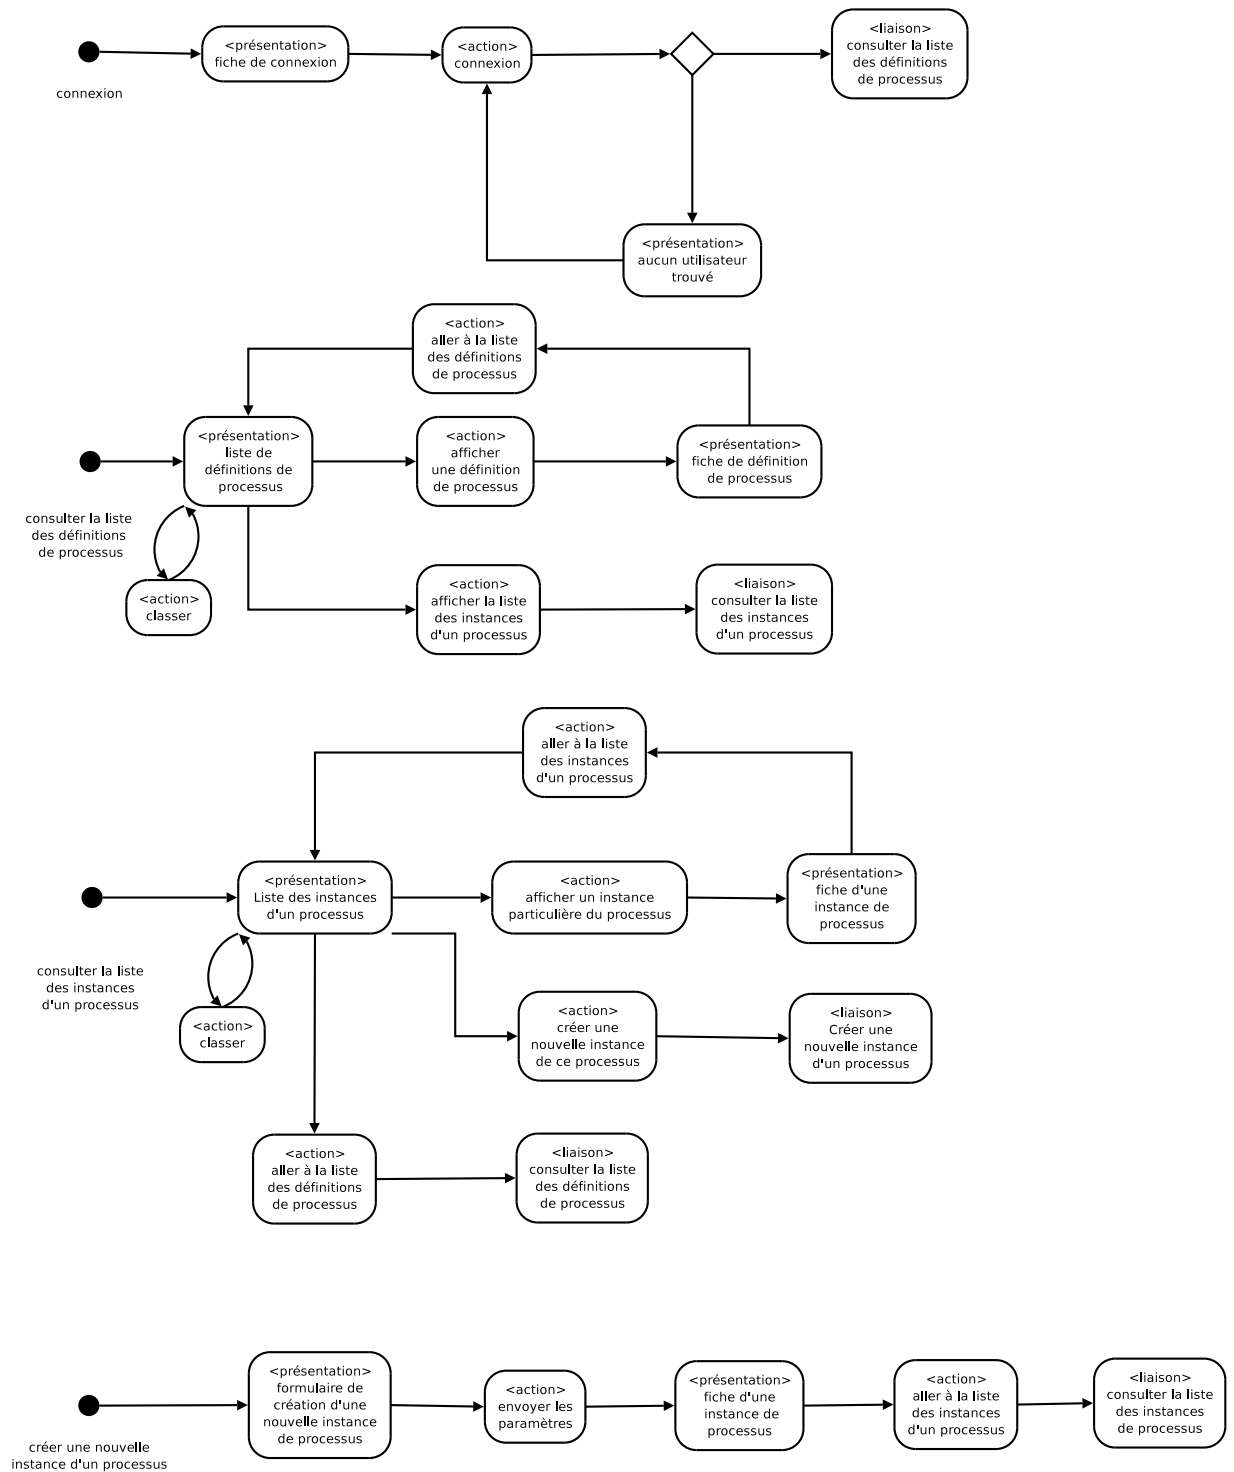 <présentation>
fiche de connexion
<action>
connexion
<liaison>
consulter la liste
des définitions
de processus
connexion
<présentation>
aucun utilisateur
trouvé
<action>
aller à la liste
des définitions
de processus
<présentation>
liste de
définitions de
processus
<action>
afficher
une définition
de processus
<présentation>
fiche de définition
de processus
consulter la liste
des définitions
de processus
<action>
classer
<action>
afficher la liste
des instances
d'un processus
<liaison>
consulter la liste
des instances
d'un processus
<action>
aller à la liste
des instances
d'un processus
<présentation>
Liste des instances
d'un processus
<action>
afficher un instance
particulière du processus
<présentation>
fiche d'une
instance de
processus
consulter la liste
des instances
d'un processus
<action>
classer
<action>
créer une
nouvelle instance
de ce processus
<liaison>
Créer une
nouvelle instance
d'un processus
<action>
aller à la liste
des définitions
de processus
<liaison>
consulter la liste
des définitions
de processus
<présentation>
formulaire de
création d'une
nouvelle instance
de processus
<action>
envoyer les
paramètres
<présentation>
fiche d'une
instance de
processus
<action>
aller à la liste
des instances
d'un processus
<liaison>
consulter la liste
des instances
de processus
créer une nouvelle
instance d'un processus